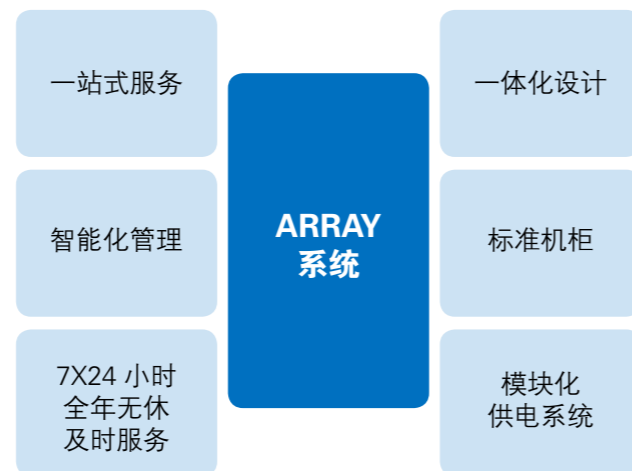 一站式服务
智能化管理
7X24 小时
全年无休
及时服务
ARRAY
系统
一体化设计
标准机柜
模块化
供电系统